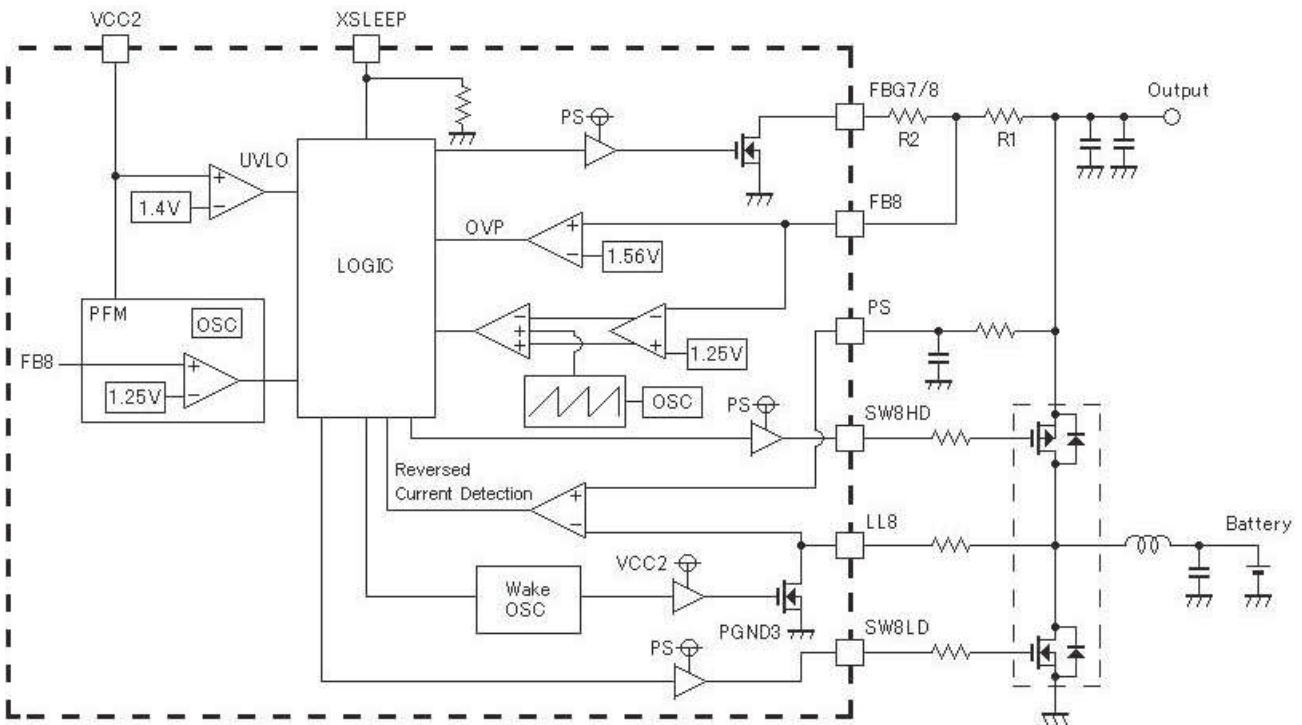 VCC2
XSLEEP
FBG7/8
Output
PS
R2
R1
UVLO
1.4V
FB8
OVP
1.56V
LOGIC
PFM
OSC
PS
FB8
1.25V
1.25V
OSC
PS
SW8HD
Reversed
Current Detection
LL8
Battery
VCC2
Wake
OSC
PGND3
SW8LD
PS